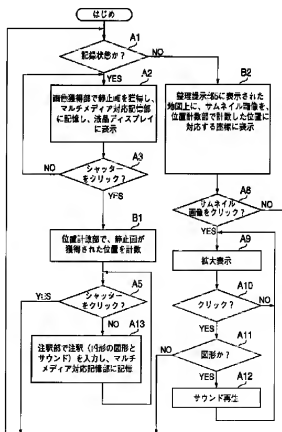 はじめ
A1
記録状態か？
NO
YES
A2
画像獲得部で静止画を獲得し、
マルチメディア対応記憶部
に記憶し、液晶ディスプレイ
に表示
A3
シャッター
をクリック？
NO
YES
B1
位置計数部で、静止画が
獲得された位置を計数
A5
シャッター
をクリック？
YES
NO
A13
注釈部で注釈（円形の図形と
サウンド）を入力し、マルチ
メディア対応記憶部に記憶
B2
整理提示部に表示された
地図上に、サムネイル画像を、
位置計数部で計数した位置に
対応する座標に表示
A8
サムネイル
画像をクリック？
NO
YES
A9
拡大表示
A10
クリック？
NO
YES
A11
図形か？
NO
YES
A12
サウンド再生